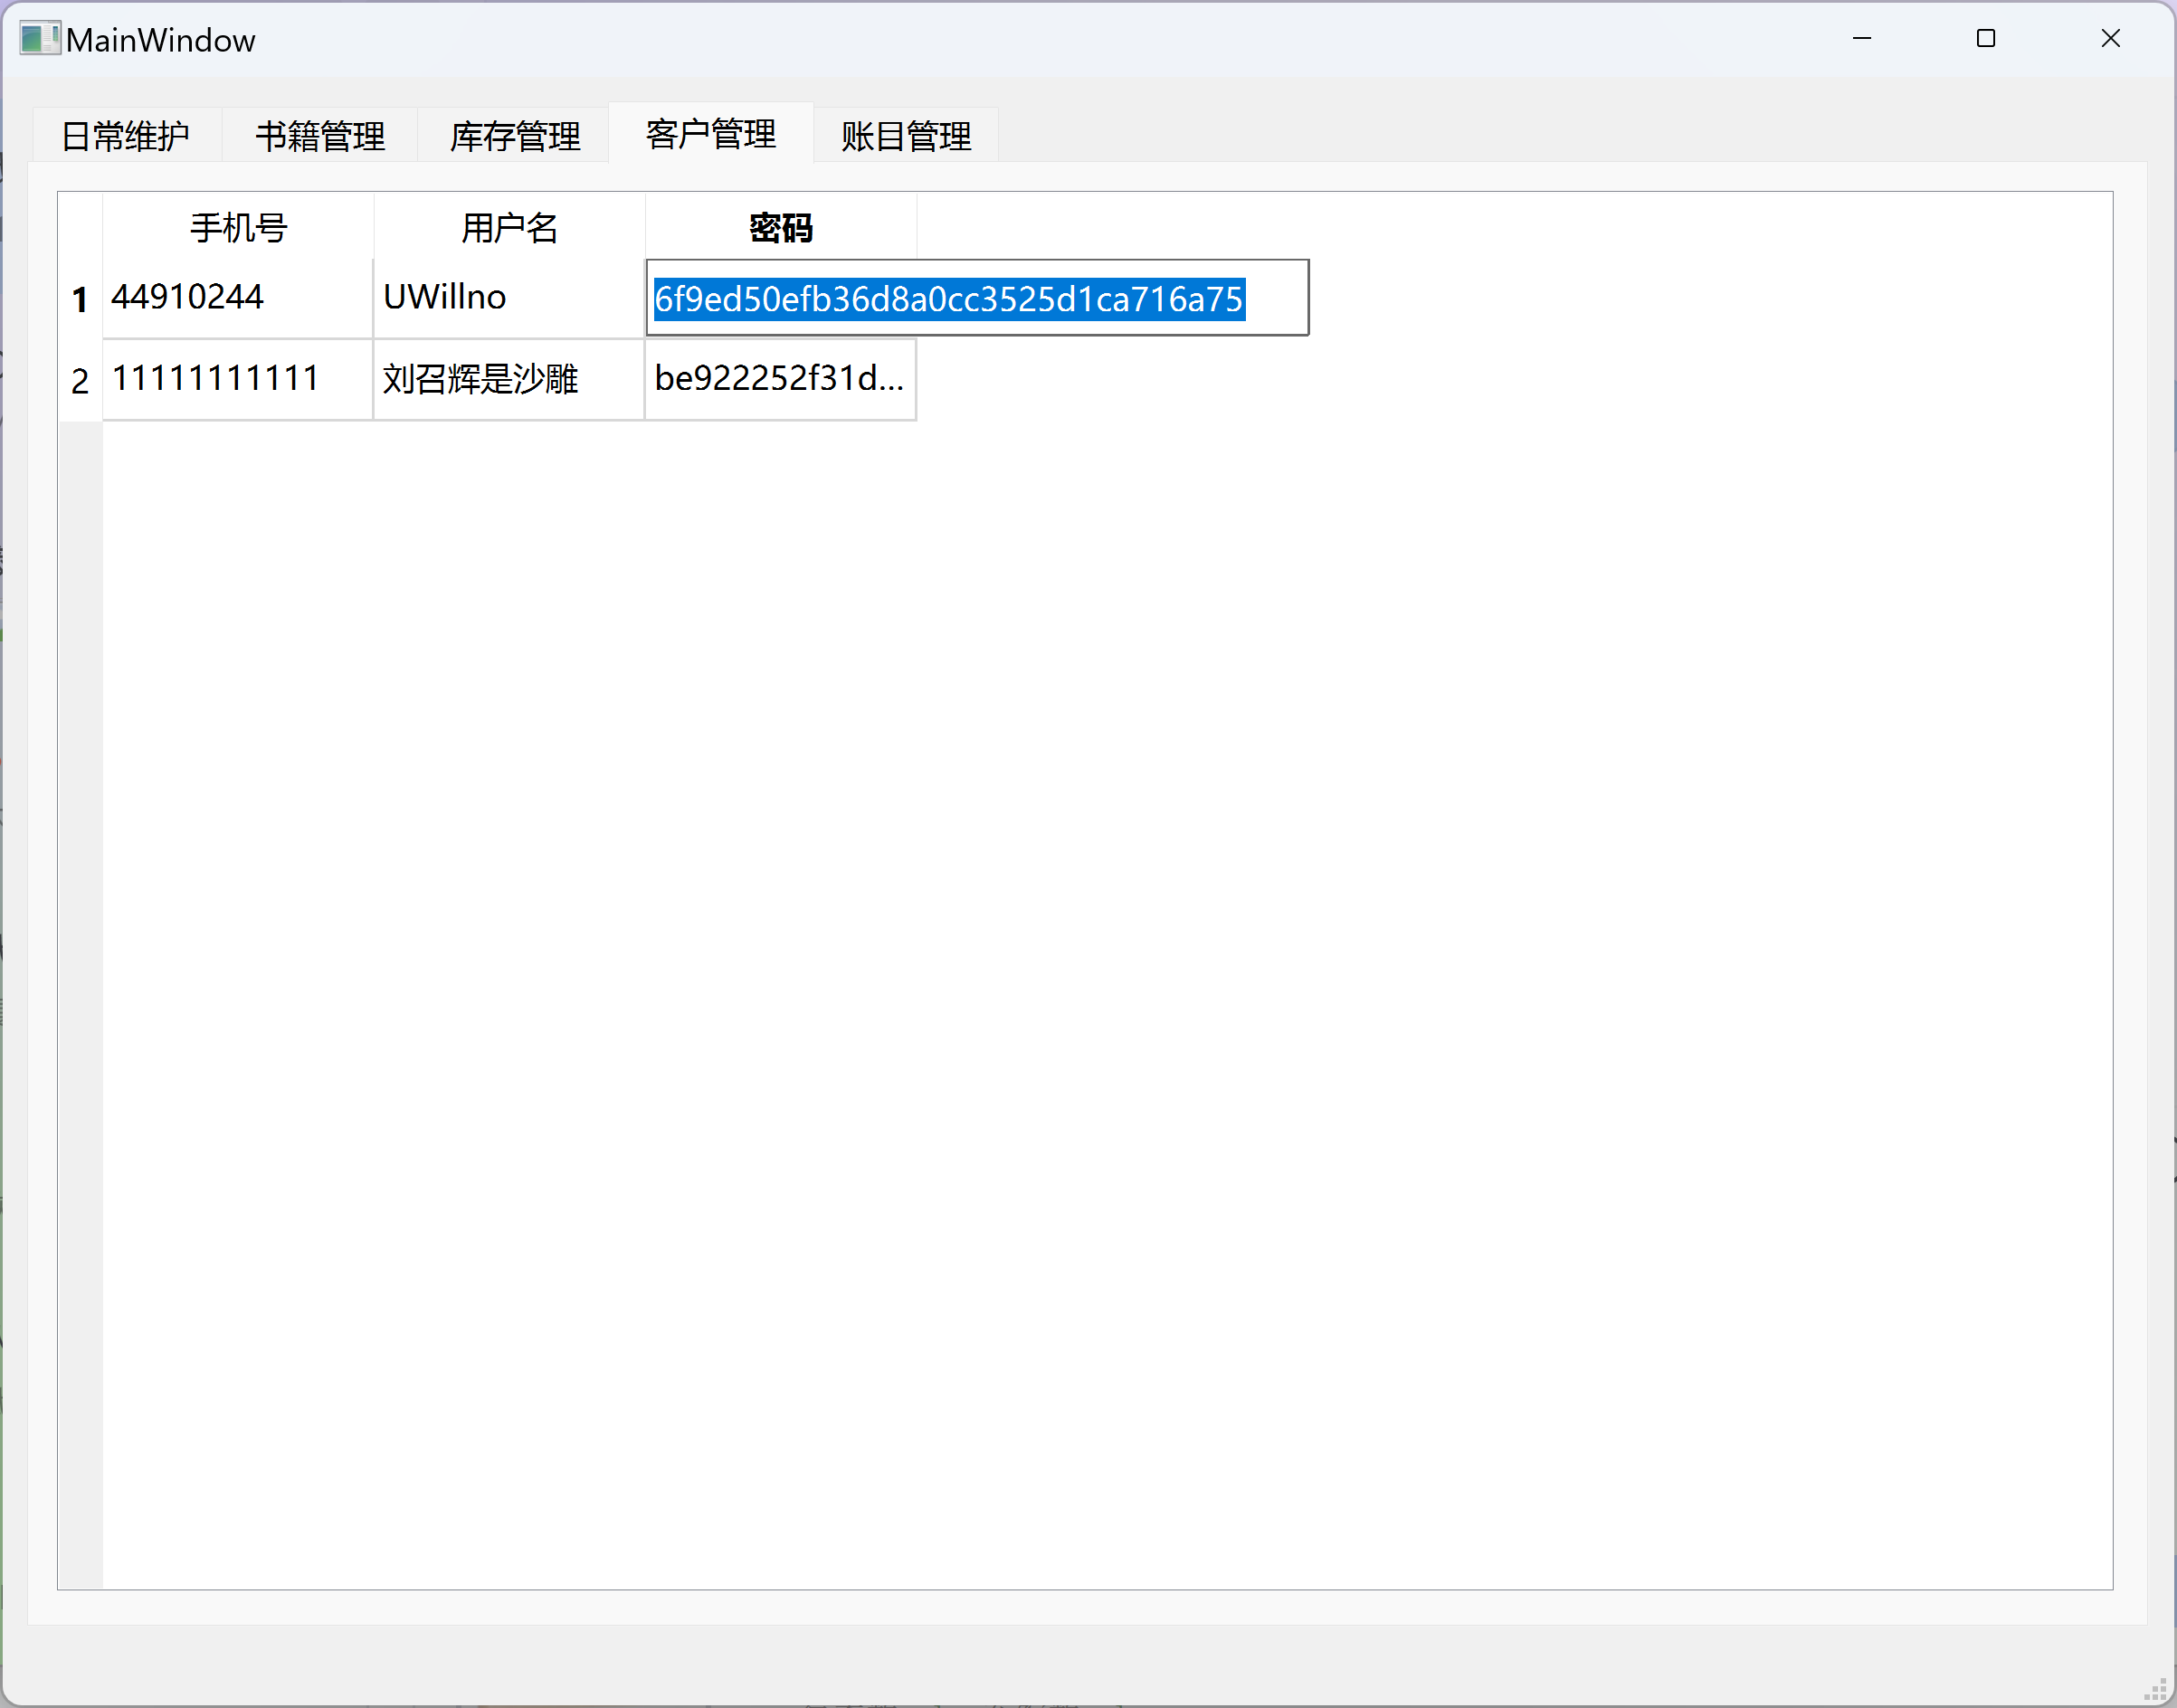 MainWindow
日常维护 书籍管理 库存管理 客户管理 账目管理
手机号 用户名 密码
1 44910244 UWillno 6f9ed50efb36d8a0cc3525d1ca716a75
2 11111111111 刘召辉是沙雕 be922252f31d...